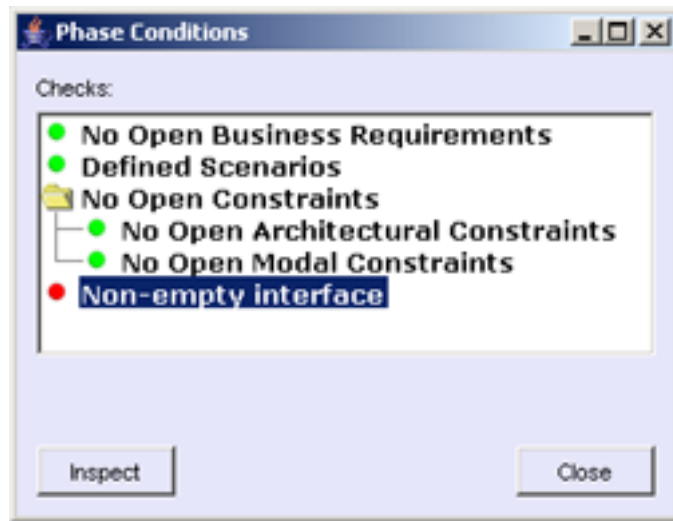 Phase Conditions
Checks:
No Open Business Requirements
Defined Scenarios
No Open Constraints
No Open Architectural Constraints
No Open Modal Constraints
Non-empty interface
Inspect
Close